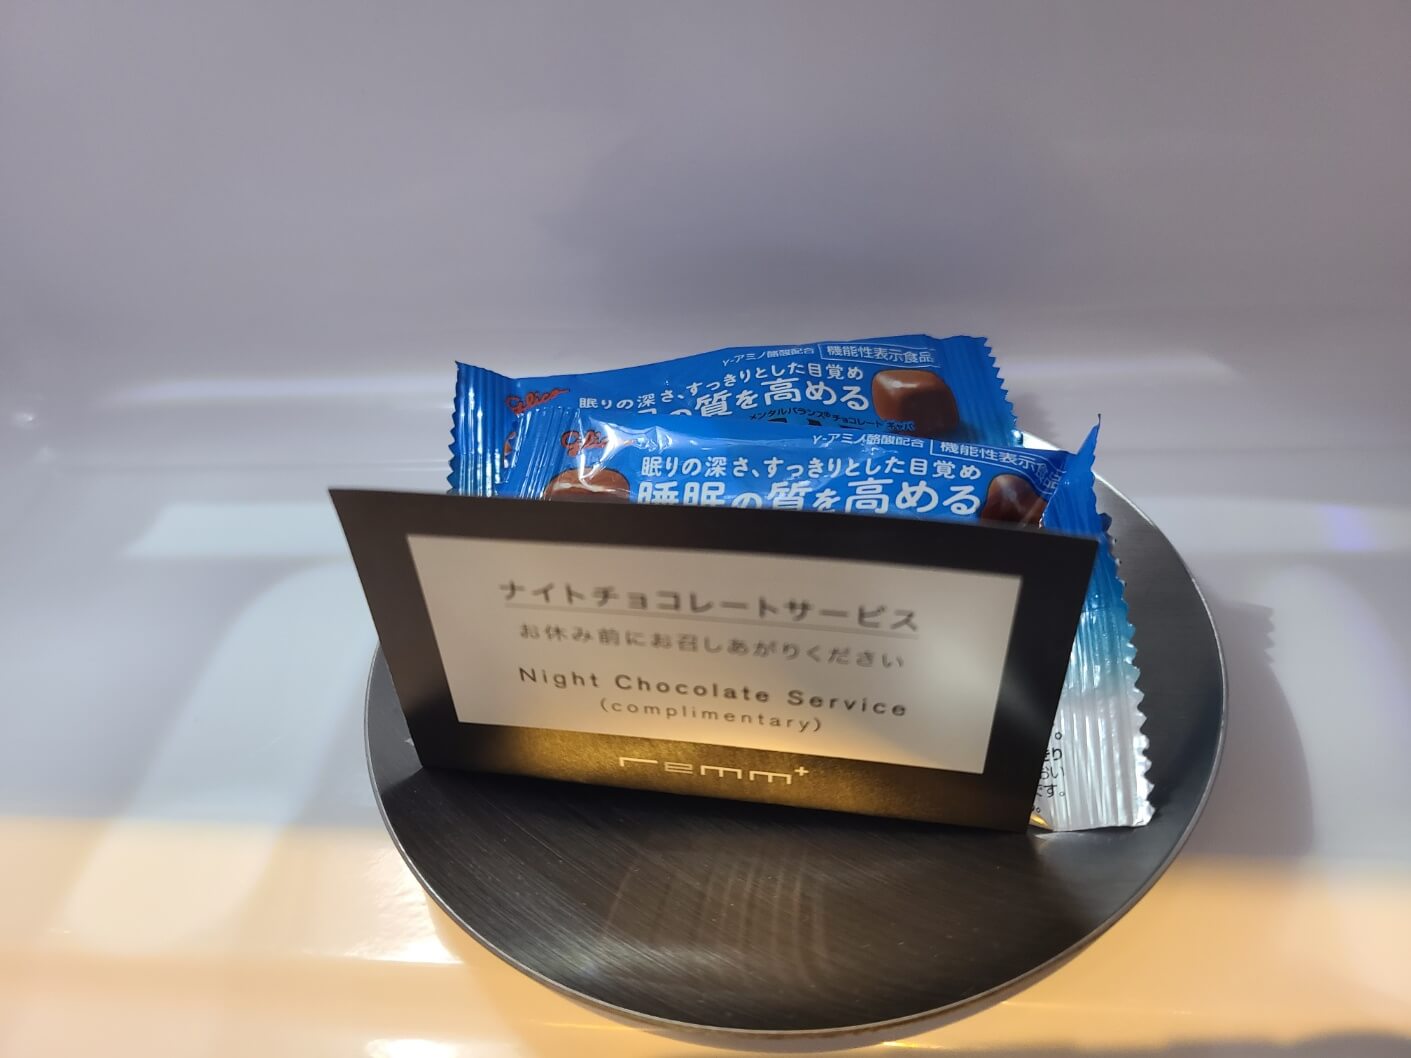 γ-アミノ酪酸配合 機能性表示食品
Glico
眠りの深さ、すっきりとした目覚め
の質を高める
メンタルバランス® チョコレート ギャバ
γ-アミノ酪酸配合 機能性表示食品
Glico
眠りの深さ、すっきりとした目覚め
睡眠の質を高める
ナイトチョコレートサービス
お休み前にお召しあがりください
Night Chocolate Service
(complimentary)
remm+